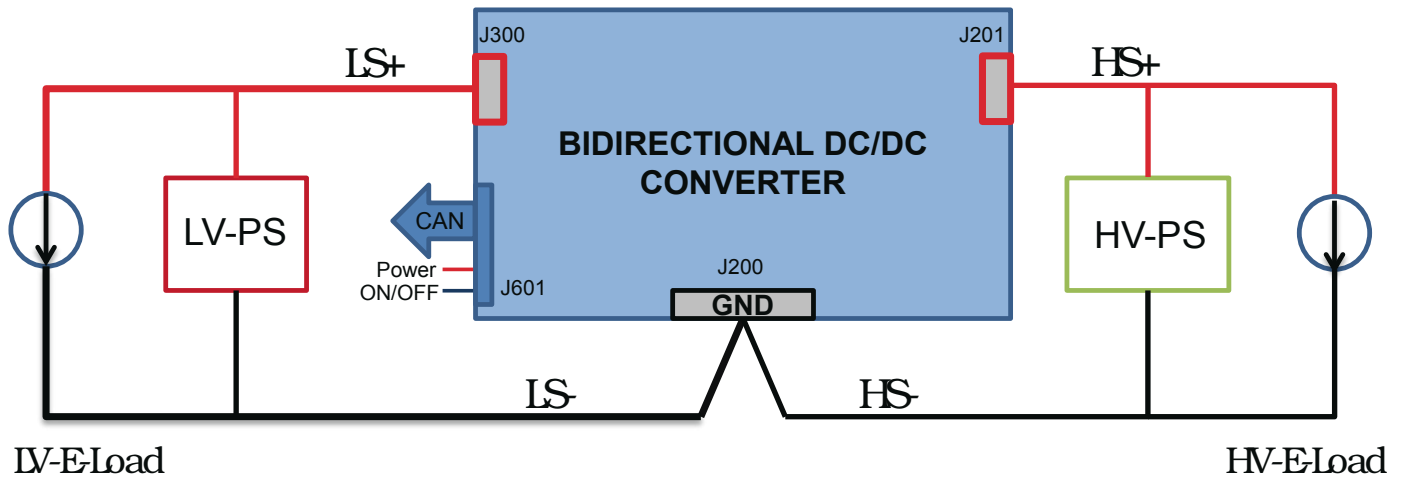 J300
J201
LS+
HS+
BIDIRECTIONAL DC/DC
CONVERTER
LV-PS
CAN
HV-PS
Power
ON/OFF
J601
J200
GND
LS-
HS-
LV-E-Load
HV-E-Load